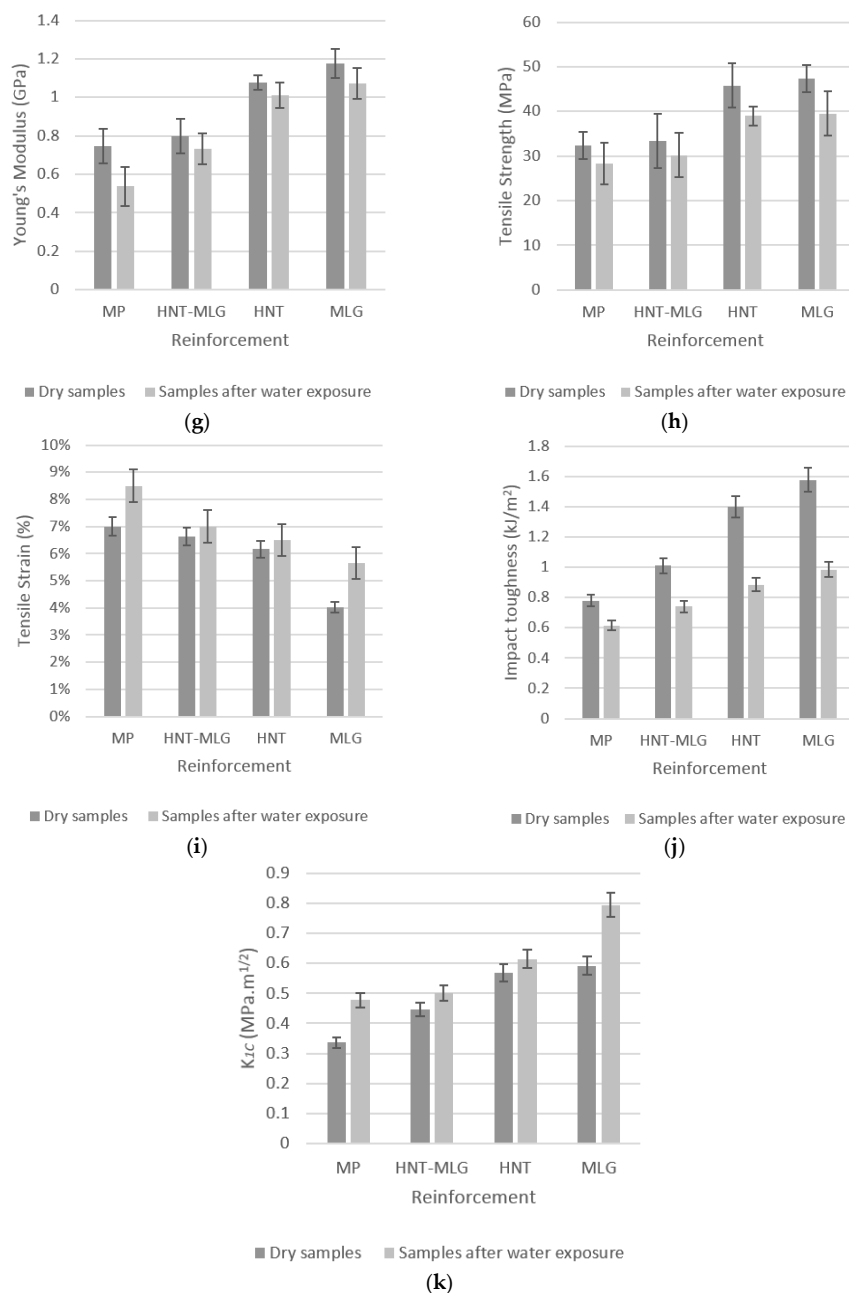 1.4
1.2
1
0.8
0.6
0.4
0.2
0
Young's Modulus (GPa)
MP HNT-MLG HNT MLG
Reinforcement
Dry samples Samples after water exposure
(g)
60
50
40
30
20
10
0
Tensile Strength (MPa)
MP HNT-MLG HNT MLG
Reinforcement
Dry samples Samples after water exposure
(h)
10%
9%
8%
7%
6%
5%
4%
3%
2%
1%
0%
Tensile Strain (%)
MP HNT-MLG HNT MLG
Reinforcement
Dry samples Samples after water exposure
(i)
1.8
1.6
1.4
1.2
1
0.8
0.6
0.4
0.2
0
Impact toughness (kJ/m²)
MP HNT-MLG HNT MLG
Reinforcement
Dry samples Samples after water exposure
(j)
0.9
0.8
0.7
0.6
0.5
0.4
0.3
0.2
0.1
0
K1c (MPa.m1/2)
MP HNT-MLG HNT MLG
Reinforcement
Dry samples Samples after water exposure
(k)